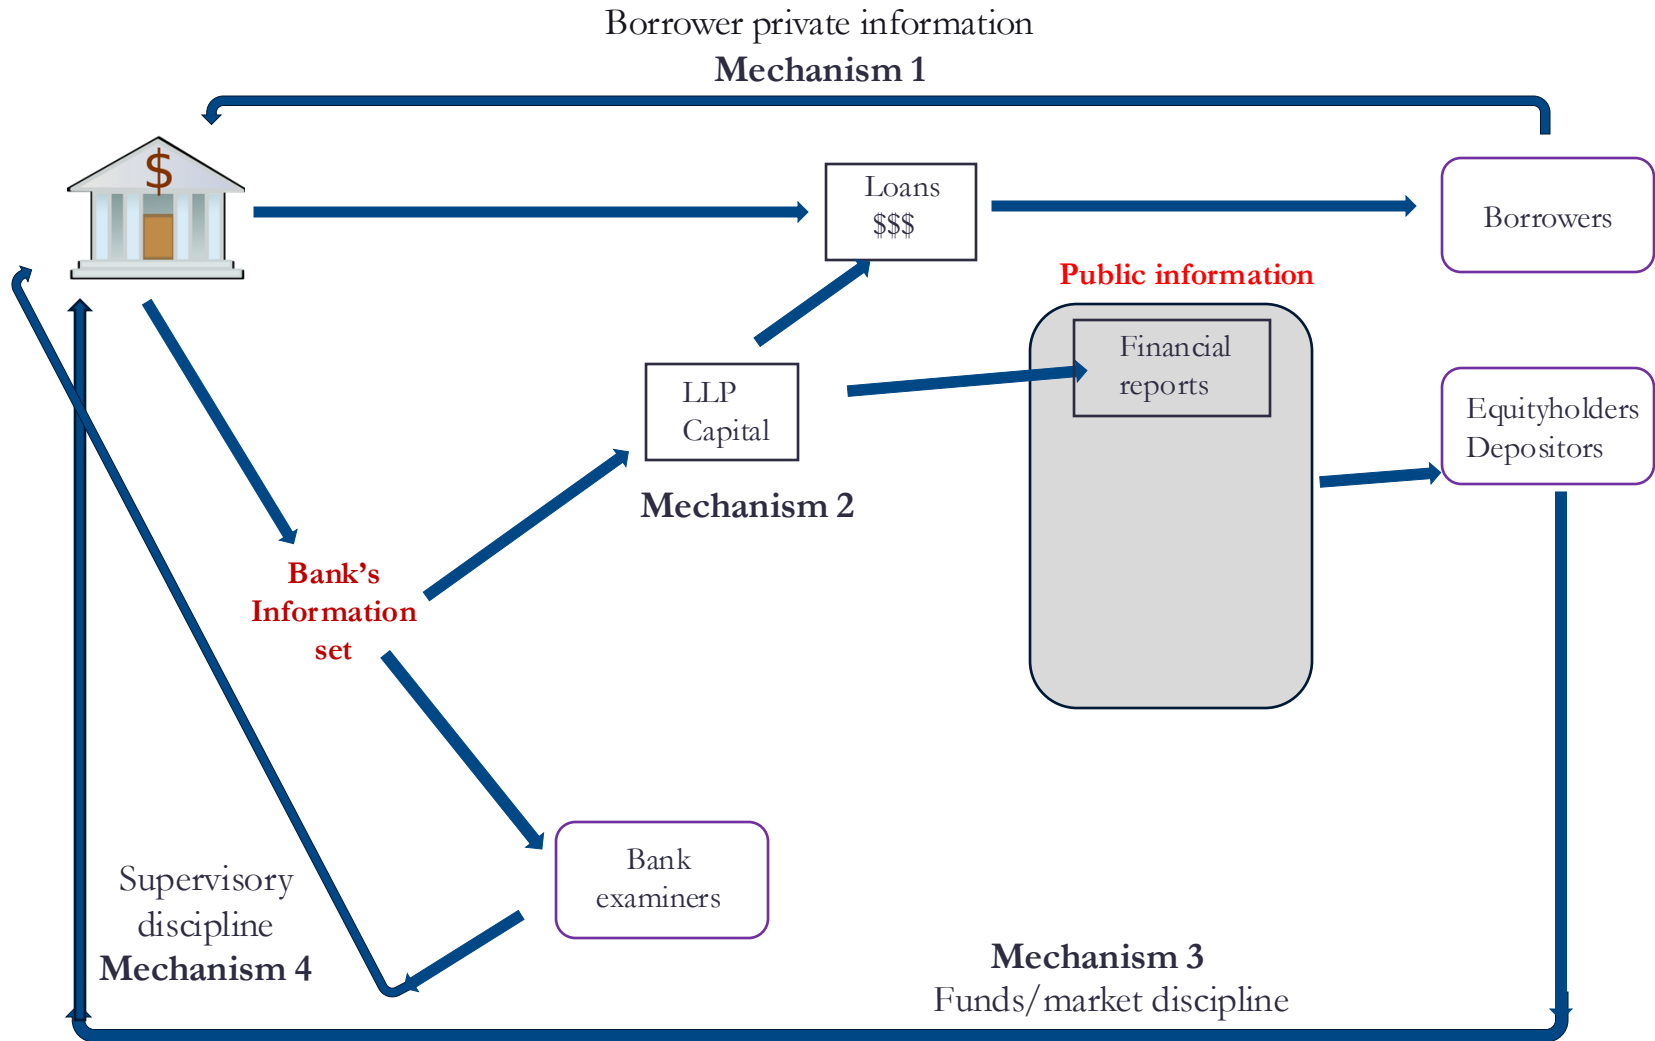 Borrower private information
Mechanism 1
$
Loans
$$$
Borrowers
Public information
Financial
reports
LLP
Capital
Equityholders
Depositors
Mechanism 2
Bank’s
Information
set
Bank
examiners
Supervisory
discipline
Mechanism 4
Mechanism 3
Funds/market discipline